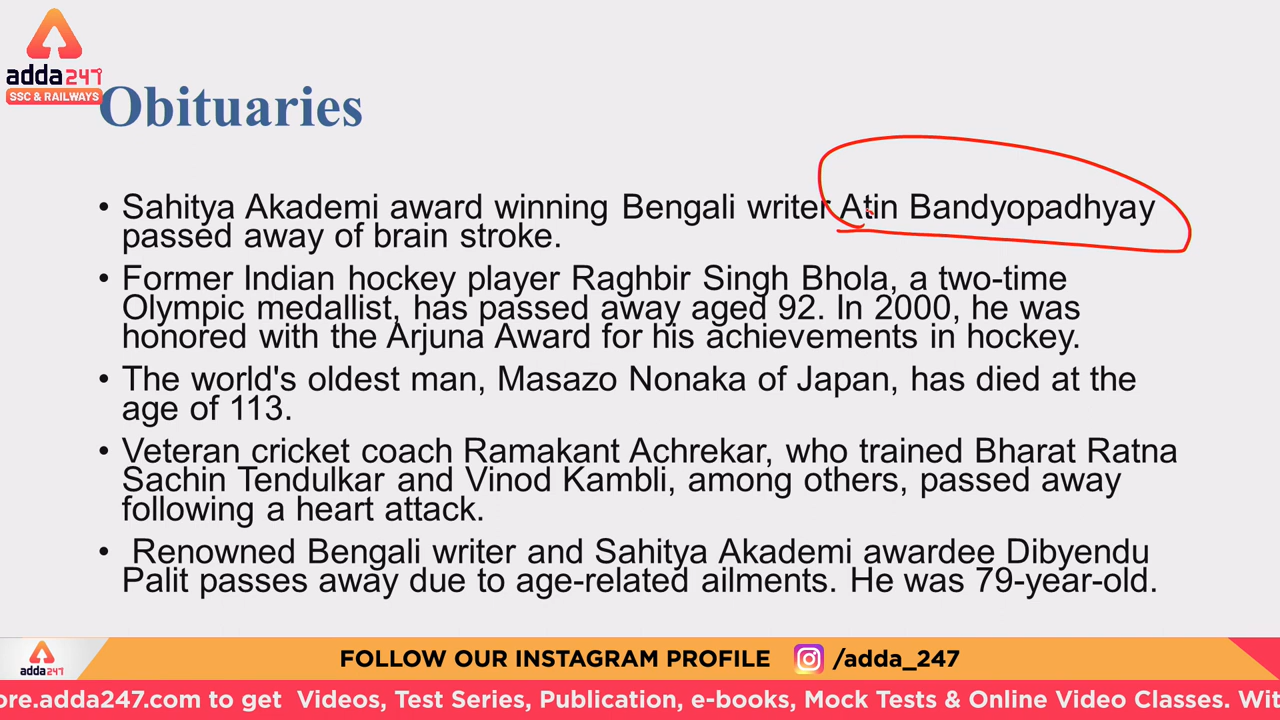 adda247
SSC & RAILWAYS
Obituaries
• Sahitya Akademi award winning Bengali writer Atin Bandyopadhyay
passed away of brain stroke.
• Former Indian hockey player Raghbir Singh Bhola, a two-time
Olympic medallist, has passed away aged 92. In 2000, he was
honored with the Arjuna Award for his achievements in hockey.
• The world's oldest man, Masazo Nonaka of Japan, has died at the
age of 113.
• Veteran cricket coach Ramakant Achrekar, who trained Bharat Ratna
Sachin Tendulkar and Vinod Kambli, among others, passed away
following a heart attack.
• Renowned Bengali writer and Sahitya Akademi awardee Dibyendu
Palit passes away due to age-related ailments. He was 79-year-old.
adda247
FOLLOW OUR INSTAGRAM PROFILE /adda_247
ore.adda247.com to get Videos, Test Series, Publication, e-books, Mock Tests & Online Video Classes. Wit